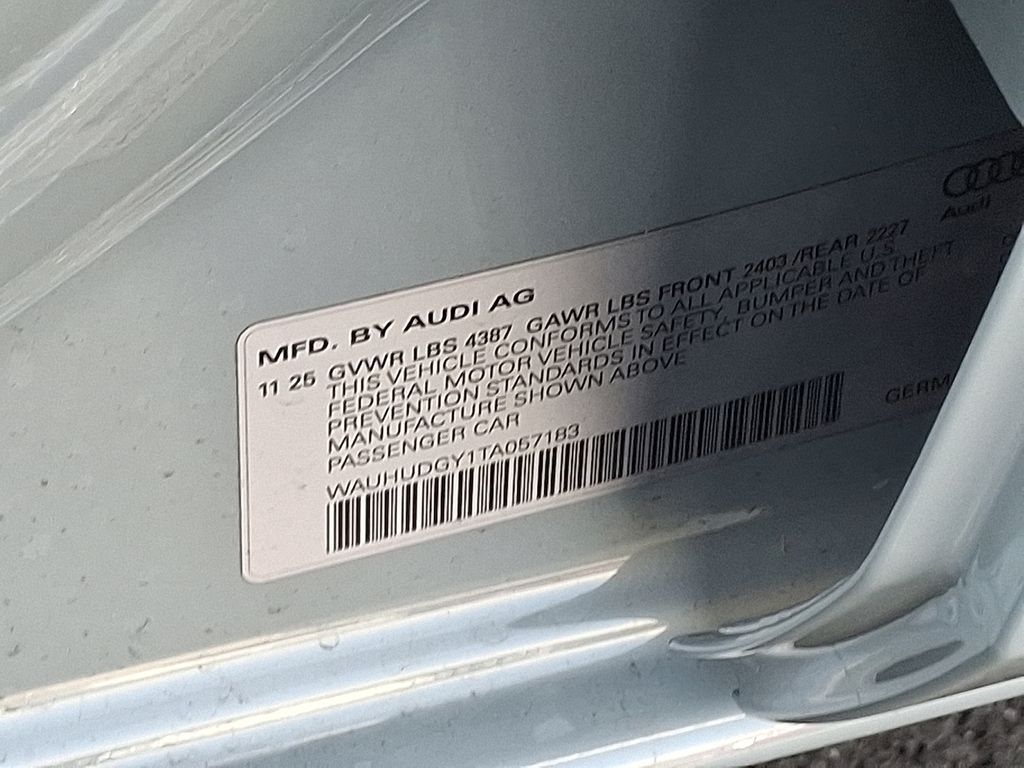 Audi
MFD. BY AUDI AG
11 25 GVWR LBS 4387 GAWR LBS FRONT 2403 /REAR 2227
THIS VEHICLE CONFORMS TO ALL APPLICABLE U.S.
FEDERAL MOTOR VEHICLE SAFETY, BUMPER AND THEFT
PREVENTION STANDARDS IN EFFECT ON THE DATE OF
MANUFACTURE SHOWN ABOVE
PASSENGER CAR
WAUHUDGY1TA057183
GERM